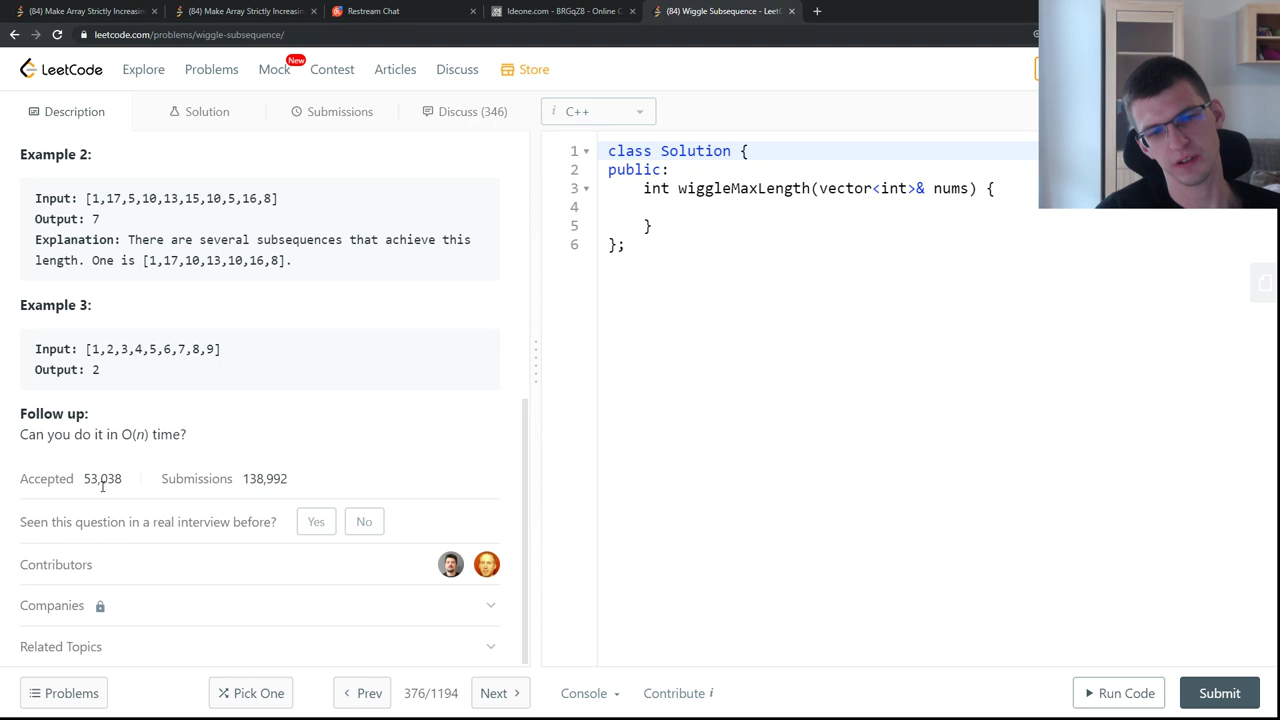 (84) Make Array Strictly Increasin
(84) Make Array Strictly Increasin
Restream Chat
Ideone.com - BRGqZ8 - Online C
(84) Wiggle Subsequence - LeetC
leetcode.com/problems/wiggle-subsequence/
LeetCode
Explore
Problems
Mock
New
Contest
Articles
Discuss
Store
Description
Solution
Submissions
Discuss (346)
i C++
Example 2:
Input: [1,17,5,10,13,15,10,5,16,8]
Output: 7
Explanation: There are several subsequences that achieve this
length. One is [1,17,10,13,10,16,8].
Example 3:
Input: [1,2,3,4,5,6,7,8,9]
Output: 2
Follow up:
Can you do it in O(n) time?
Accepted 53,038 Submissions 138,992
Seen this question in a real interview before? Yes No
Contributors
Companies
Related Topics
1 class Solution {
2 public:
3 int wiggleMaxLength(vector<int>& nums) {
4
5 }
6 };
Problems
Pick One
Prev
376/1194
Next
Console
Contribute i
Run Code
Submit